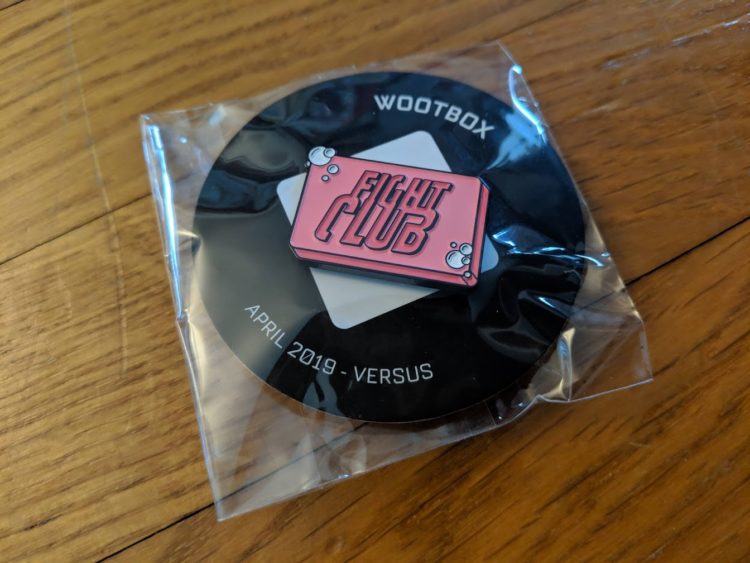 WOOTBOX
FIGHT
CLUB
APRIL 2019 - VERSUS